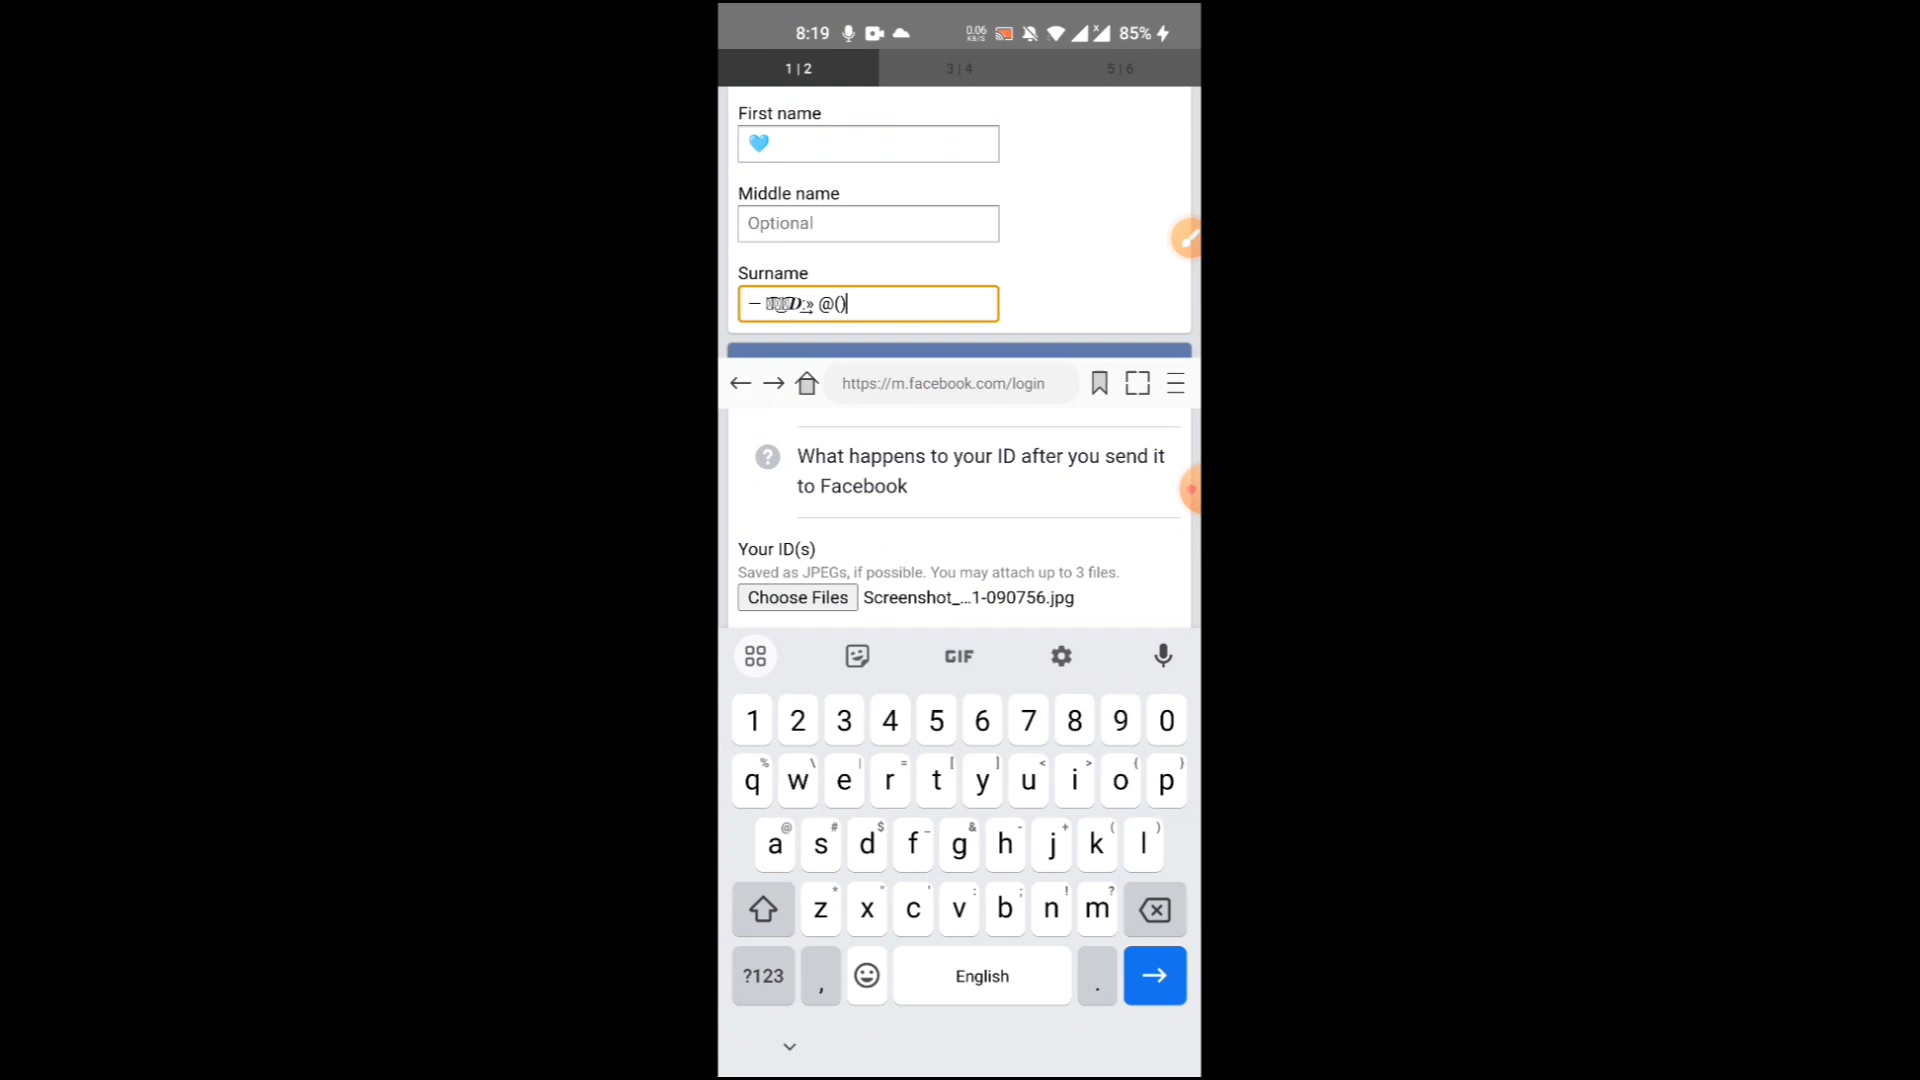 8:19 0.06 KB/S 85%
1|2 3|4 5|6
First name
🩵
Middle name
Optional
Surname
@()
https://m.facebook.com/login
? What happens to your ID after you send it
to Facebook
Your ID(s)
Saved as JPEGs, if possible. You may attach up to 3 files.
Choose Files Screenshot_...1-090756.jpg
GIF
1 2 3 4 5 6 7 8 9 0
% \ | = [ ] < > { }
q w e r t y u i o p
@ # $ _ & - + ( )
a s d f g h j k l
* " ' : ; ! ?
z x c v b n m
?123 , English .